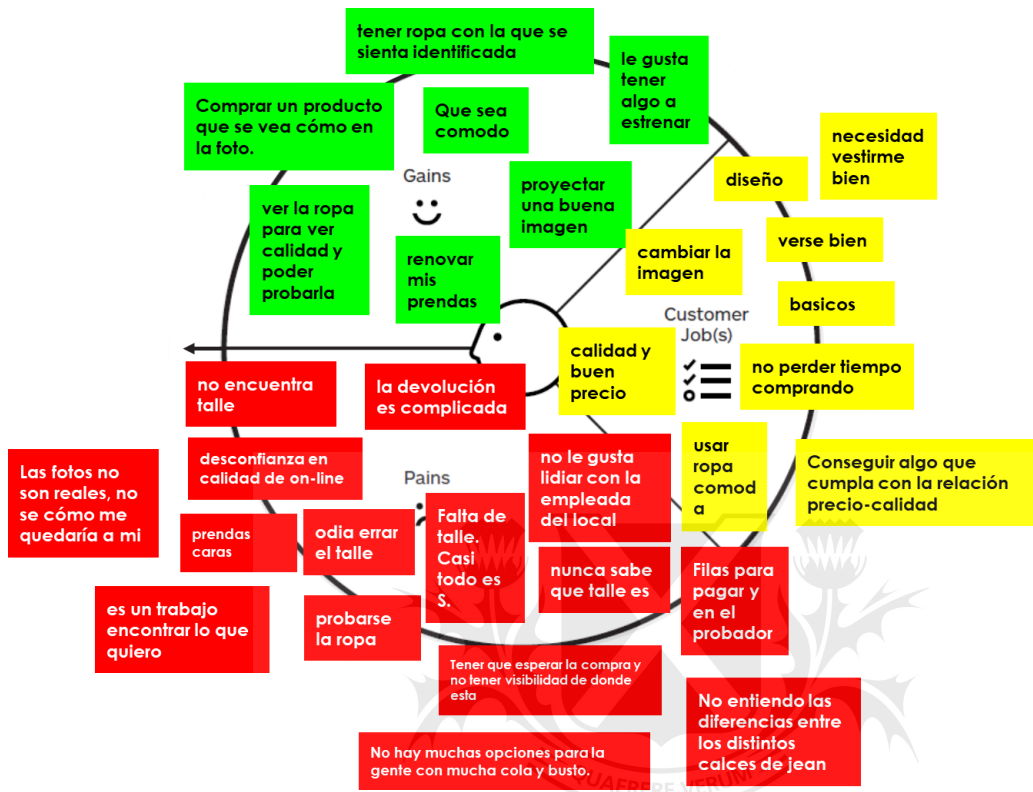 tener ropa con la que se
sienta identificada
le gusta
tener
algo a
estrenar
Comprar un producto
que se vea cómo en
la foto.
Que sea
comodo
necesidad
vestirme
bien
Gains
diseño
proyectar
una buena
imagen
ver la ropa
para ver
calidad y
poder
probarla
verse bien
cambiar la
imagen
renovar
mis
prendas
basicos
Customer
Job(s)
calidad y
buen
precio
no perder tiempo
comprando
no encuentra
talle
la devolución
es complicada
usar
ropa
comod
a
Conseguir algo que
cumpla con la relación
precio-calidad
Las fotos no
son reales, no
se cómo me
quedaría a mi
desconfianza en
calidad de on-line
Pains
no le gusta
lidiar con la
empleada
del local
prendas
caras
odia errar
el talle
Falta de
talle.
Casi
todo es
S.
nunca sabe
que talle es
Filas para
pagar y
en el
probador
es un trabajo
encontrar lo que
quiero
probarse
la ropa
Tener que esperar la compra y
no tener visibilidad de donde
esta
No entiendo las
diferencias entre
los distintos
calces de jean
No hay muchas opciones para la
gente con mucha cola y busto.
QUAERERE VERUM